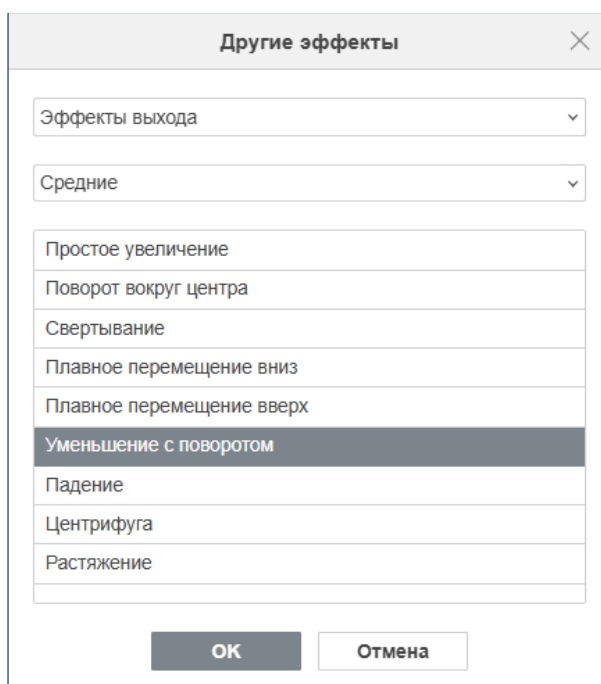 Другие эффекты
Эффекты выхода
Средние
Простое увеличение
Поворот вокруг центра
Свертывание
Плавное перемещение вниз
Плавное перемещение вверх
Уменьшение с поворотом
Падение
Центрифуга
Растяжение
OK Отмена